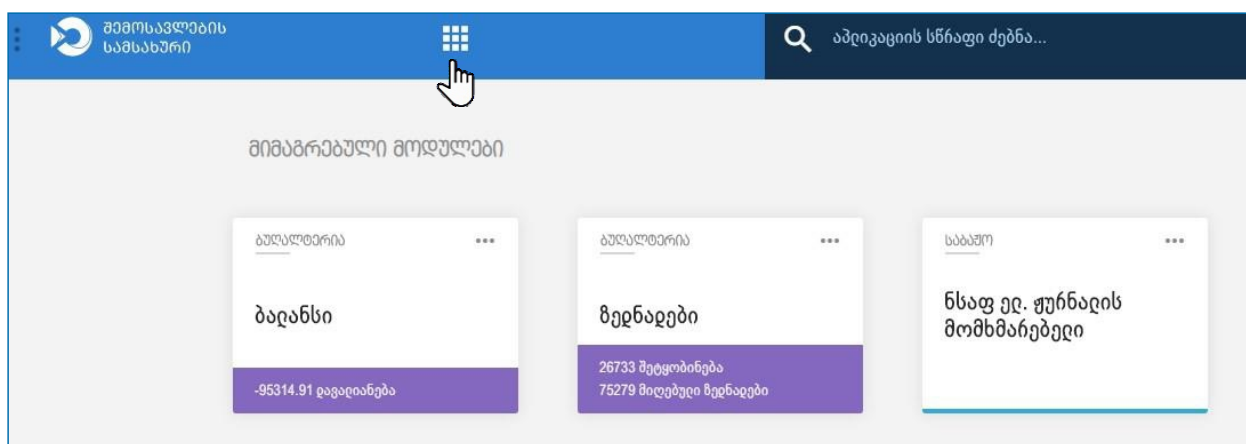 შემოსავლების
სამსახური
აპლიკაციის სწრაფი ძებნა...
მიმაგრებული მოდულები
ბუღალტერია
ბუღალტერია
საბაჟო
ბალანსი
ზედნადები
ნსაფ ელ. ჟურნალის
მომხმარებელი
-95314.91 დავალიანება
26733 შეტყობინება
75279 მიღებული ზედნადები